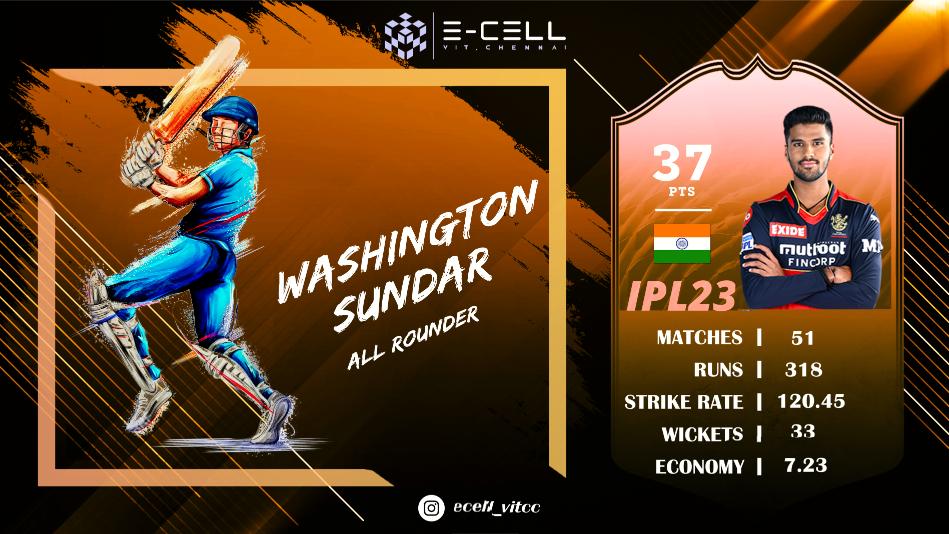 E-CELL
VIT, CHENNAI
WASHINGTON
SUNDAR
ALL ROUNDER
37
PTS
IPL23
EXIDE
muthoot
FINCORP
MATCHES | 51
RUNS | 318
STRIKE RATE | 120.45
WICKETS | 33
ECONOMY | 7.23
ecell_vitcc